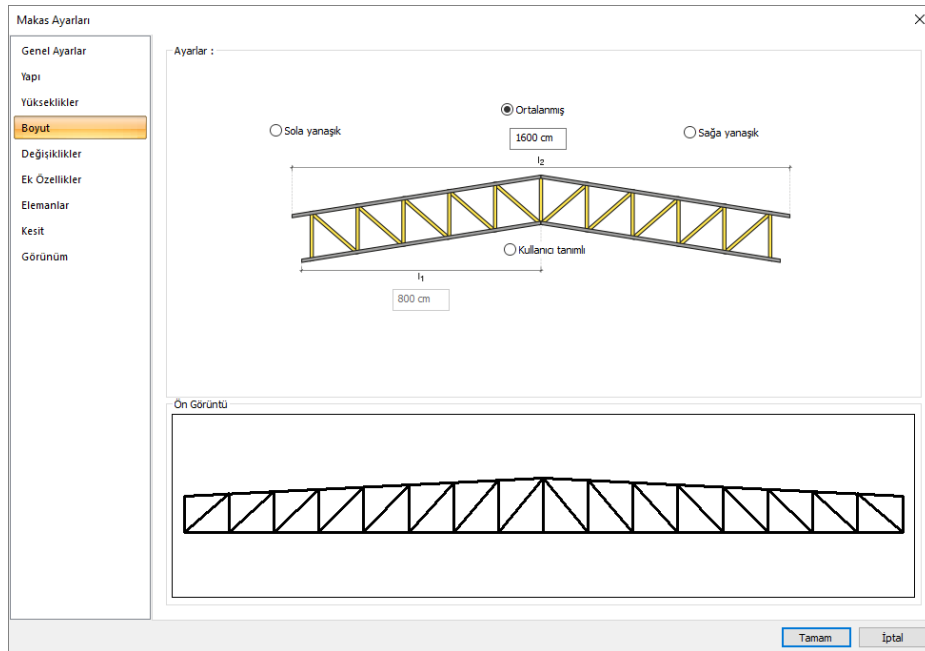 Makas Ayarları
Genel Ayarlar
Yapı
Yükseklikler
Boyut
Değişiklikler
Ek Özellikler
Elemanlar
Kesit
Görünüm
Ayarlar :
Ortalanmış
Sola yanaşık
1600 cm
Sağa yanaşık
l2
Kullanıcı tanımlı
l1
800 cm
Ön Görüntü
Tamam
İptal